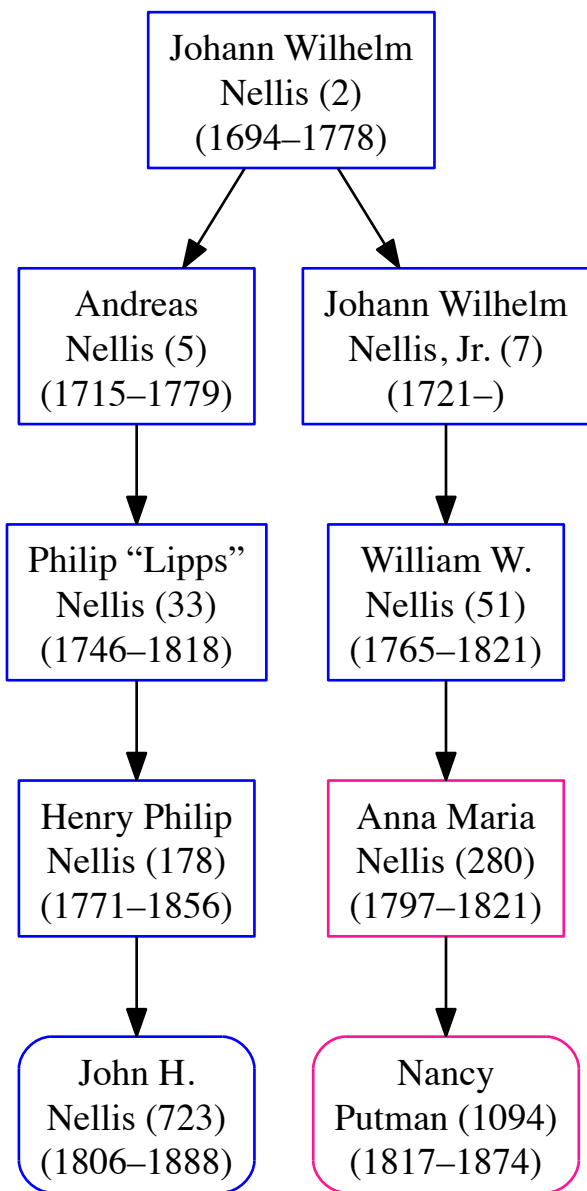 Johann Wilhelm
Nellis (2)
(1694–1778)
Andreas
Nellis (5)
(1715–1779)
Johann Wilhelm
Nellis, Jr. (7)
(1721–)
Philip “Lipps”
Nellis (33)
(1746–1818)
William W.
Nellis (51)
(1765–1821)
Henry Philip
Nellis (178)
(1771–1856)
Anna Maria
Nellis (280)
(1797–1821)
John H.
Nellis (723)
(1806–1888)
Nancy
Putman (1094)
(1817–1874)